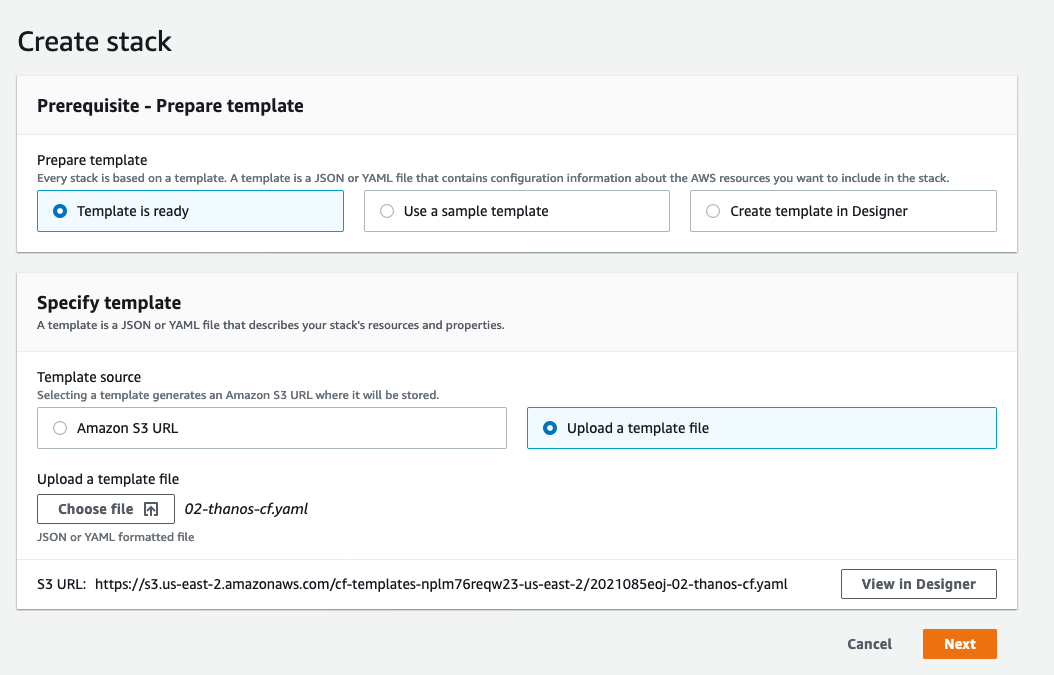 Create stack
Prerequisite - Prepare template
Prepare template
Every stack is based on a template. A template is a JSON or YAML file that contains configuration information about the AWS resources you want to include in the stack.
Template is ready
Use a sample template
Create template in Designer
Specify template
A template is a JSON or YAML file that describes your stack's resources and properties.
Template source
Selecting a template generates an Amazon S3 URL where it will be stored.
Amazon S3 URL
Upload a template file
Upload a template file
Choose file
02-thanos-cf.yaml
JSON or YAML formatted file
S3 URL: https://s3.us-east-2.amazonaws.com/cf-templates-nplm76reqw23-us-east-2/2021085eoj-02-thanos-cf.yaml
View in Designer
Cancel
Next